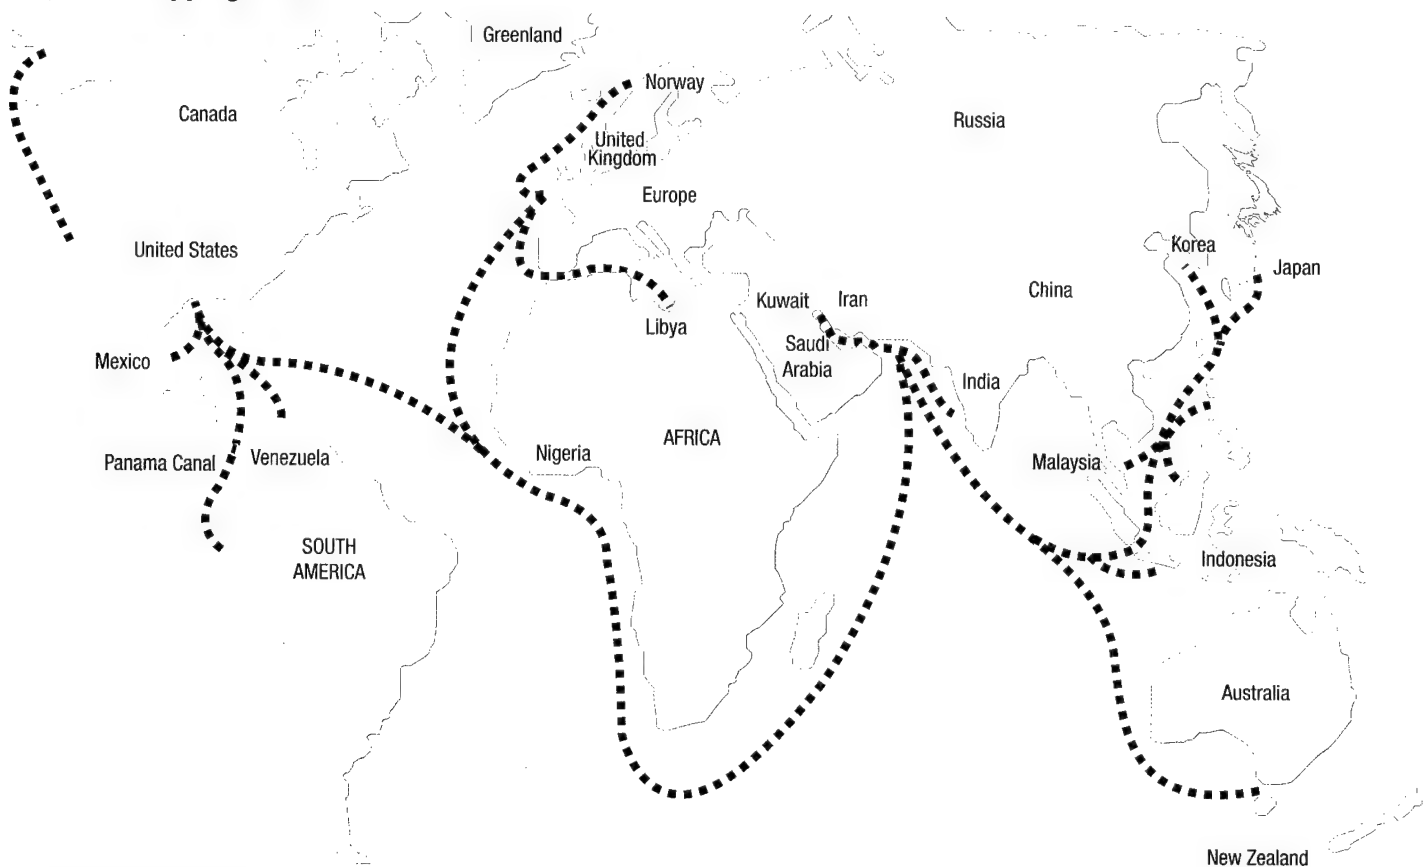 Greenland
Norway
Canada
Russia
United
Kingdom
Europe
United States
Korea
Japan
China
Kuwait
Iran
Libya
Saudi
Arabia
Mexico
India
AFRICA
Nigeria
Venezuela
Panama Canal
Malaysia
SOUTH
AMERICA
Indonesia
Australia
New Zealand